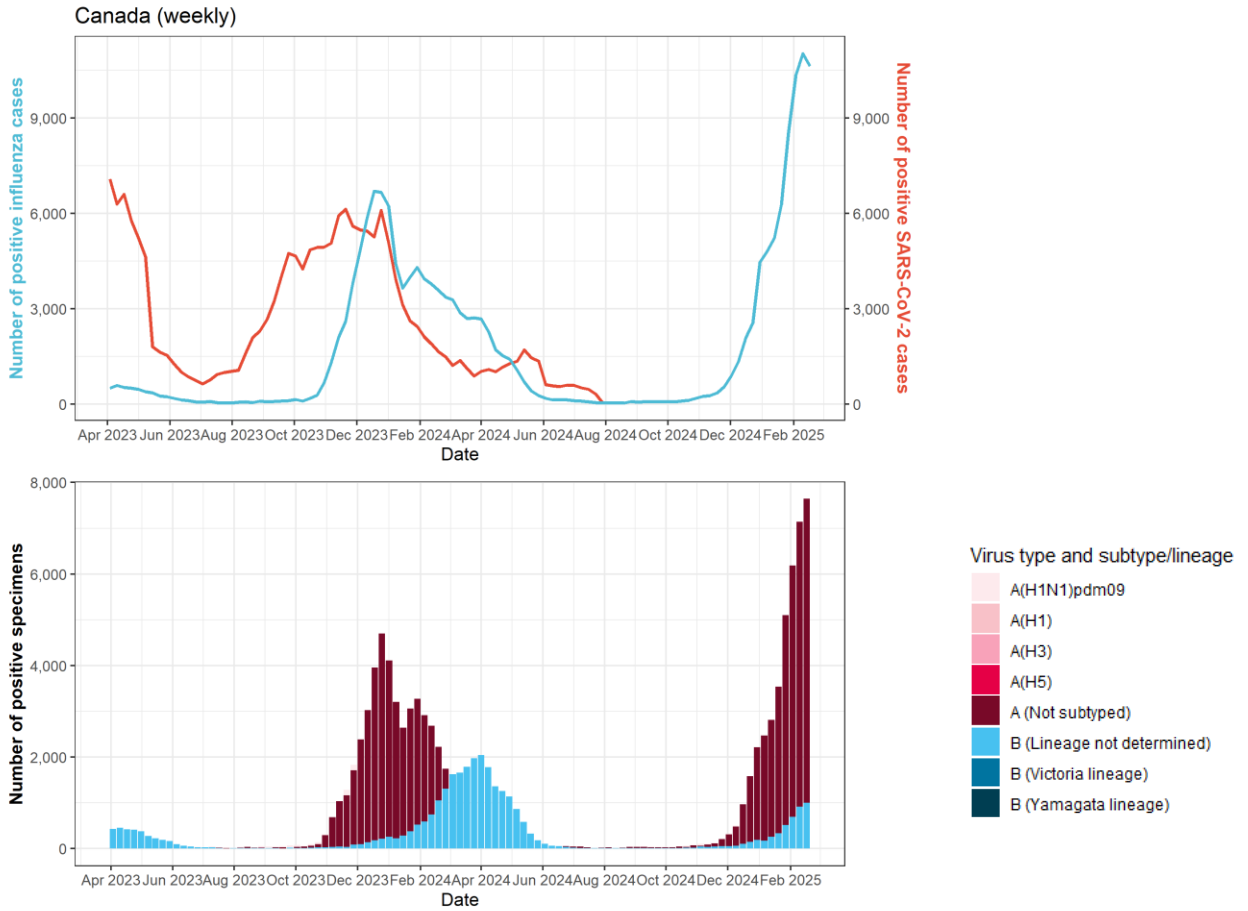 Canada (weekly)
Number of positive influenza cases
9,000
6,000
3,000
0
Number of positive SARS-CoV-2 cases
9,000
6,000
3,000
0
Apr 2023 Jun 2023 Aug 2023 Oct 2023 Dec 2023 Feb 2024 Apr 2024 Jun 2024 Aug 2024 Oct 2024 Dec 2024 Feb 2025
Date
Number of positive specimens
8,000
6,000
4,000
2,000
0
Apr 2023 Jun 2023 Aug 2023 Oct 2023 Dec 2023 Feb 2024 Apr 2024 Jun 2024 Aug 2024 Oct 2024 Dec 2024 Feb 2025
Date
Virus type and subtype/lineage
A(H1N1)pdm09
A(H1)
A(H3)
A(H5)
A (Not subtyped)
B (Lineage not determined)
B (Victoria lineage)
B (Yamagata lineage)